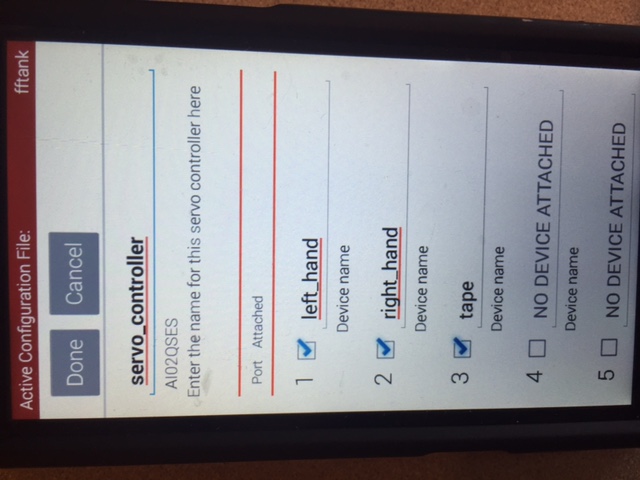 Active Configuration File: fftank
Done Cancel
servo_controller
AI02QSES
Enter the name for this servo controller here
Port Attached
1 left_hand
Device name
2 right_hand
Device name
3 tape
Device name
4 NO DEVICE ATTACHED
Device name
5 NO DEVICE ATTACHED